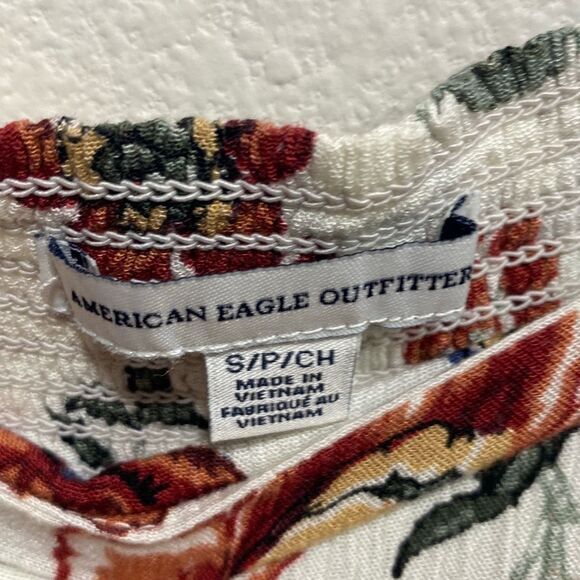 AMERICAN EAGLE OUTFITTER
S/P/CH
MADE IN
VIETNAM
FABRIQUÉ AU
VIETNAM